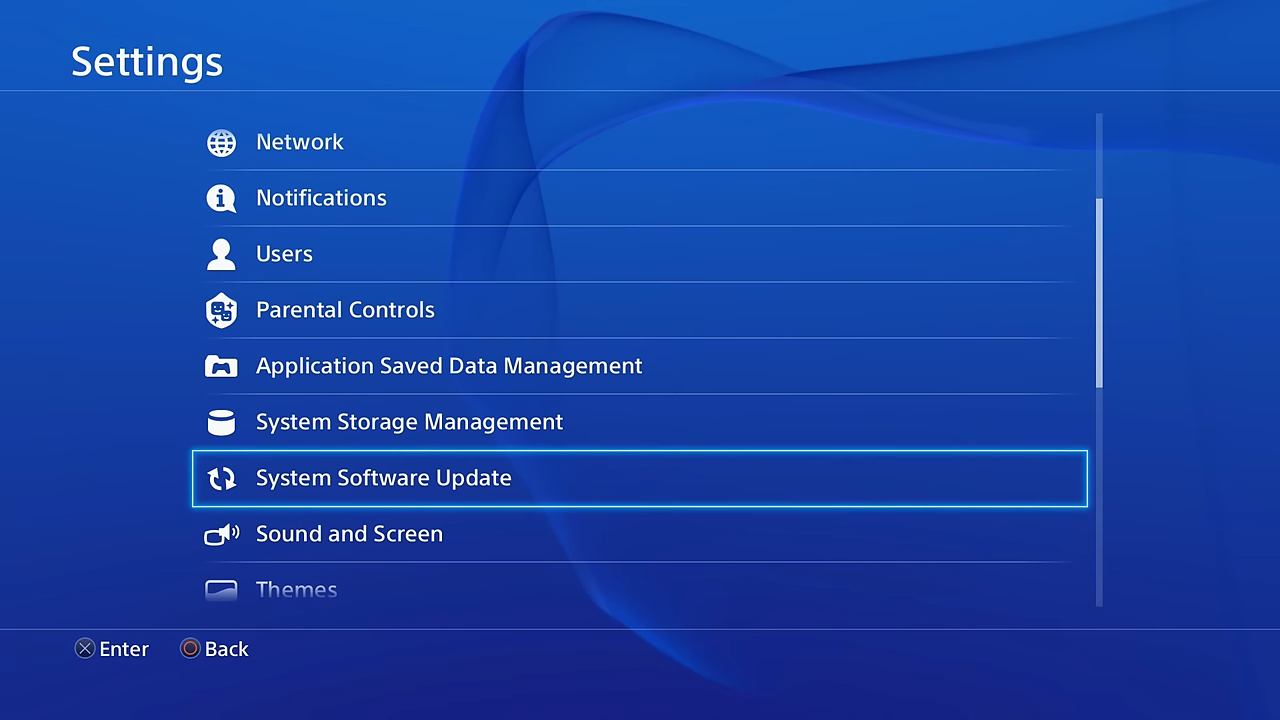 Settings
Network
Notifications
Users
Parental Controls
Application Saved Data Management
System Storage Management
System Software Update
Sound and Screen
Themes
Enter Back